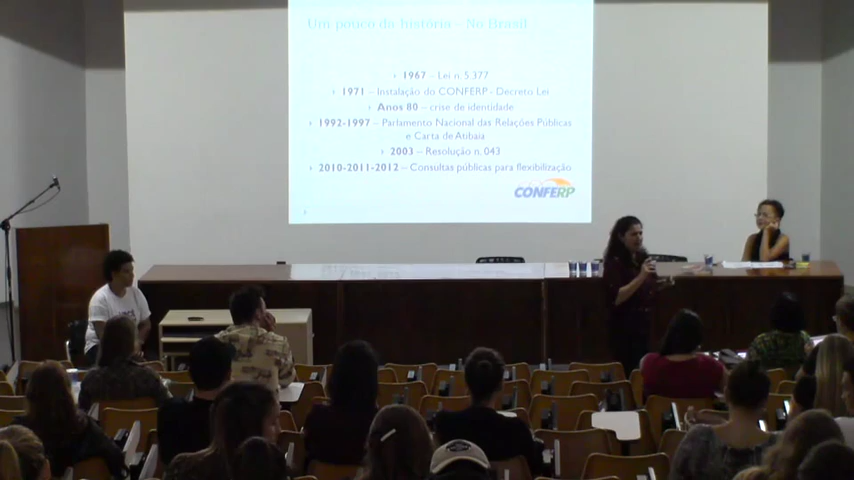 Um pouco da história – No Brasil
› 1967 – Lei n. 5.377
› 1971 – Instalação do CONFERP - Decreto Lei
› Anos 80 – crise de identidade
› 1992-1997 – Parlamento Nacional das Relações Públicas
e Carta de Atibaia
› 2003 – Resolução n. 043
› 2010-2011-2012 – Consultas públicas para flexibilização
CONFERP